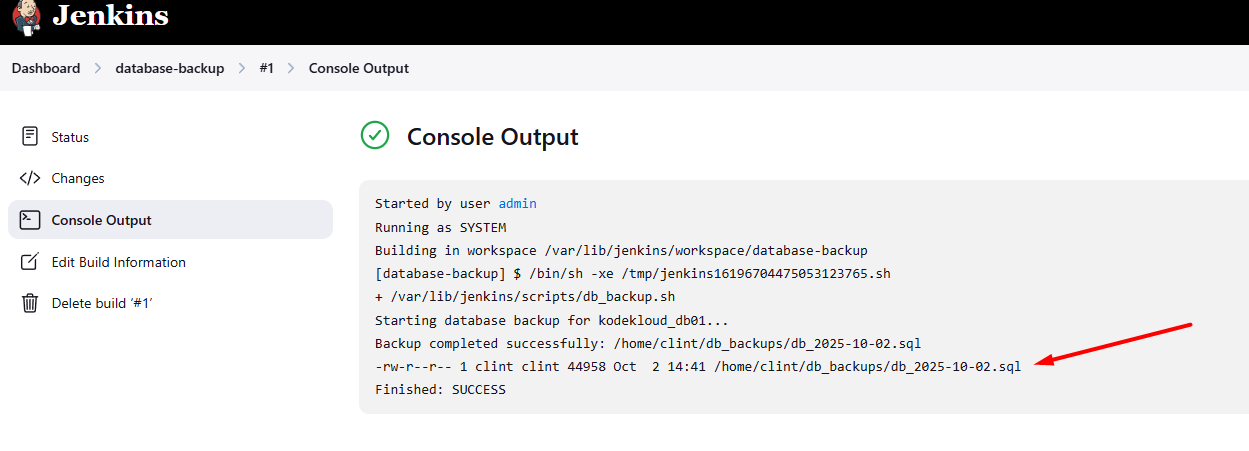 Jenkins
Dashboard > database-backup > #1 > Console Output
Status
Changes
Console Output
Edit Build Information
Delete build ‘#1’
Console Output
Started by user admin
Running as SYSTEM
Building in workspace /var/lib/jenkins/workspace/database-backup
[database-backup] $ /bin/sh -xe /tmp/jenkins16196704475053123765.sh
+ /var/lib/jenkins/scripts/db_backup.sh
Starting database backup for kodekloud_db01...
Backup completed successfully: /home/clint/db_backups/db_2025-10-02.sql
-rw-r--r-- 1 clint clint 44958 Oct  2 14:41 /home/clint/db_backups/db_2025-10-02.sql
Finished: SUCCESS